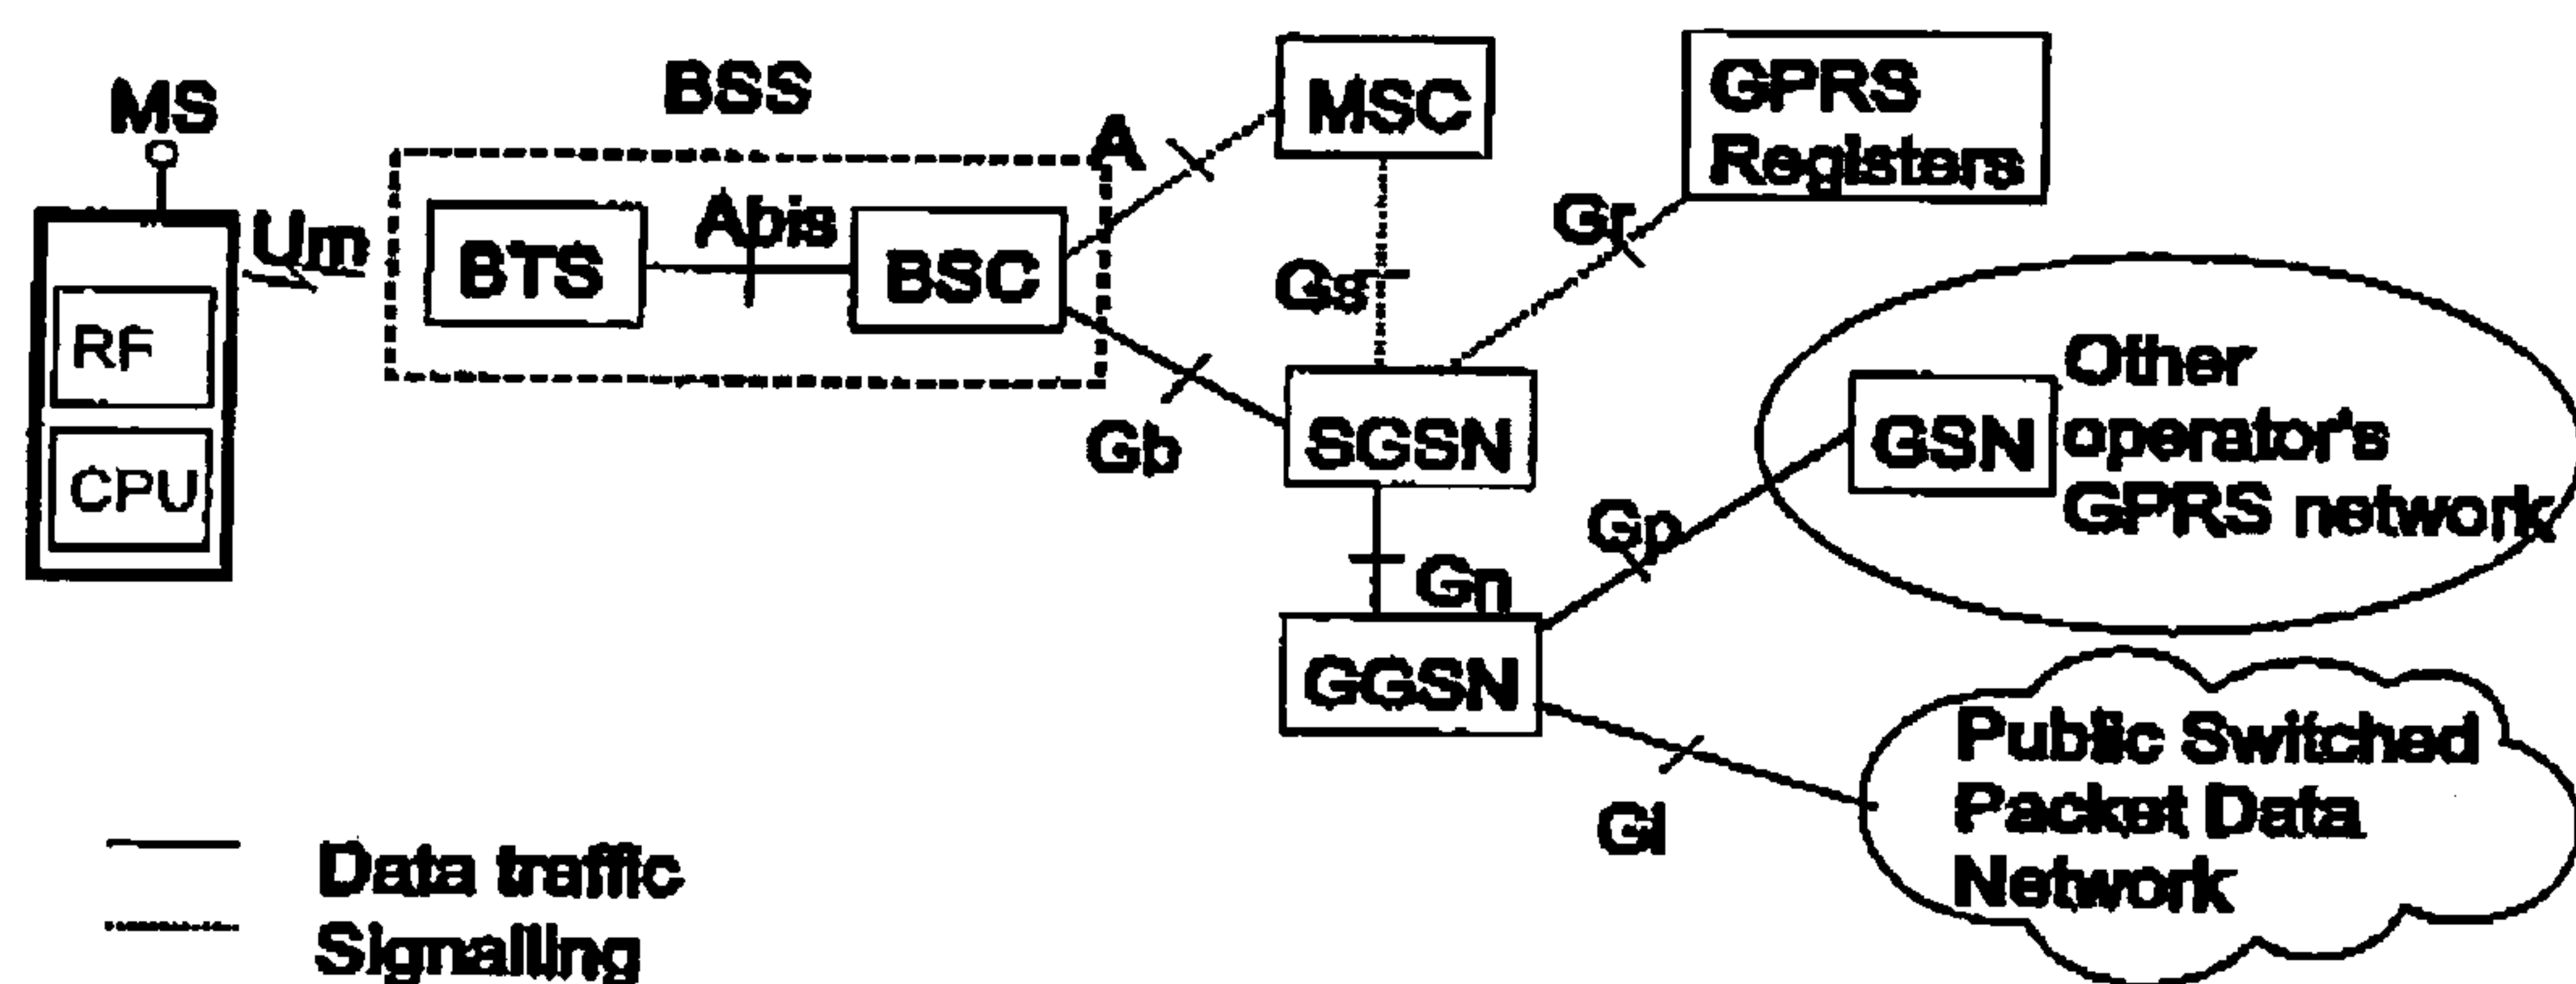 MS
BSS
A
MSC
GPRS
Registers
Um
BTS
Abis
BSC
Gs
Gr
RF
CPU
Gb
SGSN
GSN
Other
operator's
GPRS network
Gp
Gn
GGSN
Gi
Public Switched
Packet Data
Network
Data traffic
Signalling